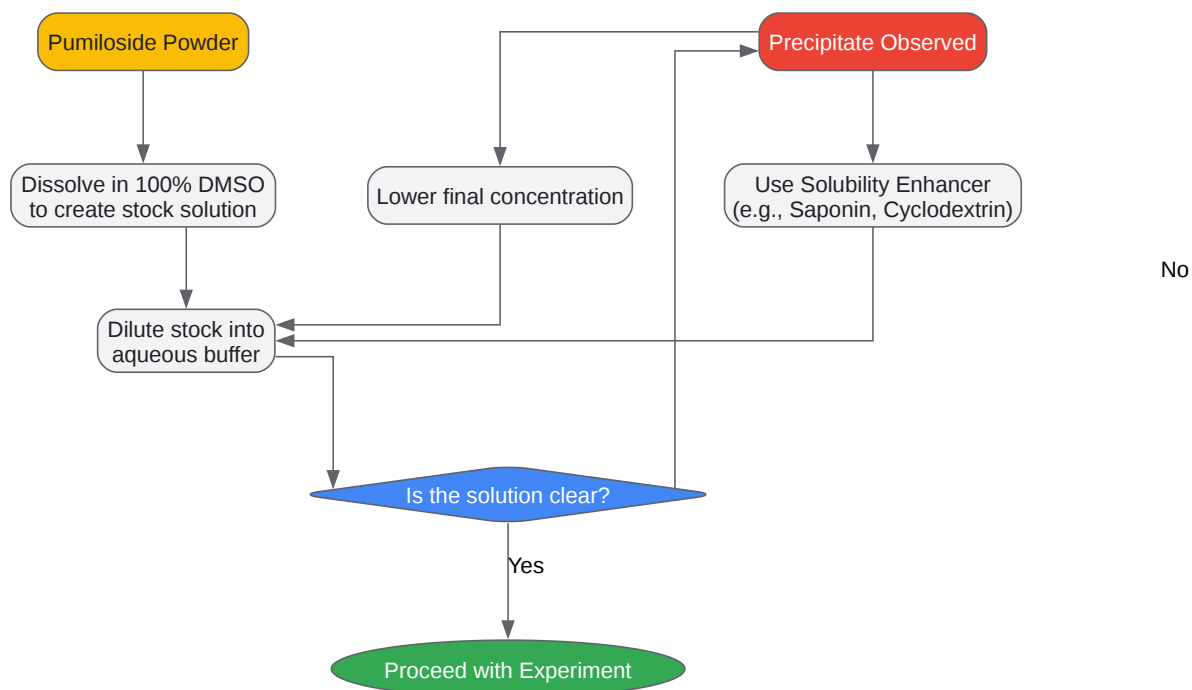 Pumiloside Powder
Precipitate Observed
Dissolve in 100% DMSO
to create stock solution
Lower final concentration
Use Solubility Enhancer
(e.g., Saponin, Cyclodextrin)
No
Dilute stock into
aqueous buffer
Is the solution clear?
Yes
Proceed with Experiment